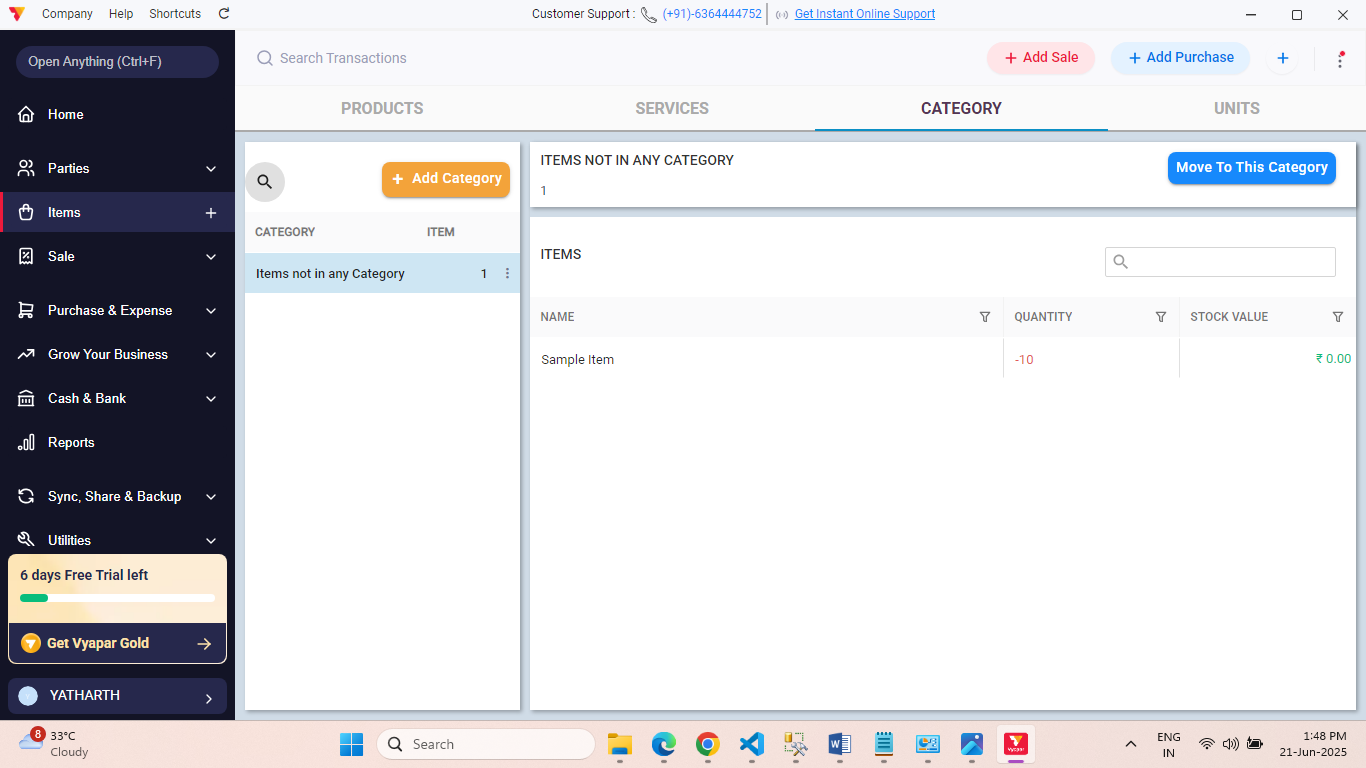 Company Help Shortcuts
Customer Support : (+91)-6364444752 Get Instant Online Support
Open Anything (Ctrl+F)
Search Transactions
+ Add Sale
+ Add Purchase
Home
Parties
Items
Sale
Purchase & Expense
Grow Your Business
Cash & Bank
Reports
Sync, Share & Backup
Utilities
6 days Free Trial left
Get Vyapar Gold
YATHARTH
PRODUCTS SERVICES CATEGORY UNITS
+ Add Category
CATEGORY ITEM
Items not in any Category 1
ITEMS NOT IN ANY CATEGORY
1
Move To This Category
ITEMS
NAME QUANTITY STOCK VALUE
Sample Item -10 ₹ 0.00
8
33°C
Cloudy
Search
Vyapar
ENG
IN
1:48 PM
21-Jun-2025